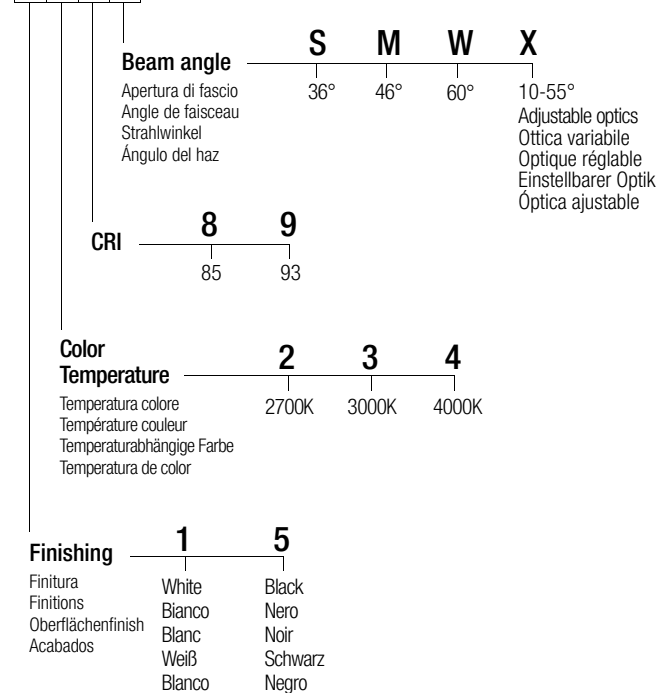 S M W X
Beam angle
Apertura di fascio
Angle de faisceau
Strahlwinkel
Ángulo del haz
36° 46° 60° 10-55°
Adjustable optics
Ottica variabile
Optique réglable
Einstellbarer Optik
Óptica ajustable
8 9
CRI
85 93
Color
Temperature
2 3 4
Temperatura colore
Température couleur
Temperaturabhängige Farbe
Temperatura de color
2700K 3000K 4000K
1 5
Finishing
Finitura
Finitions
Oberflächenfinish
Acabados
White
Bianco
Blanc
Weiß
Blanco
Black
Nero
Noir
Schwarz
Negro